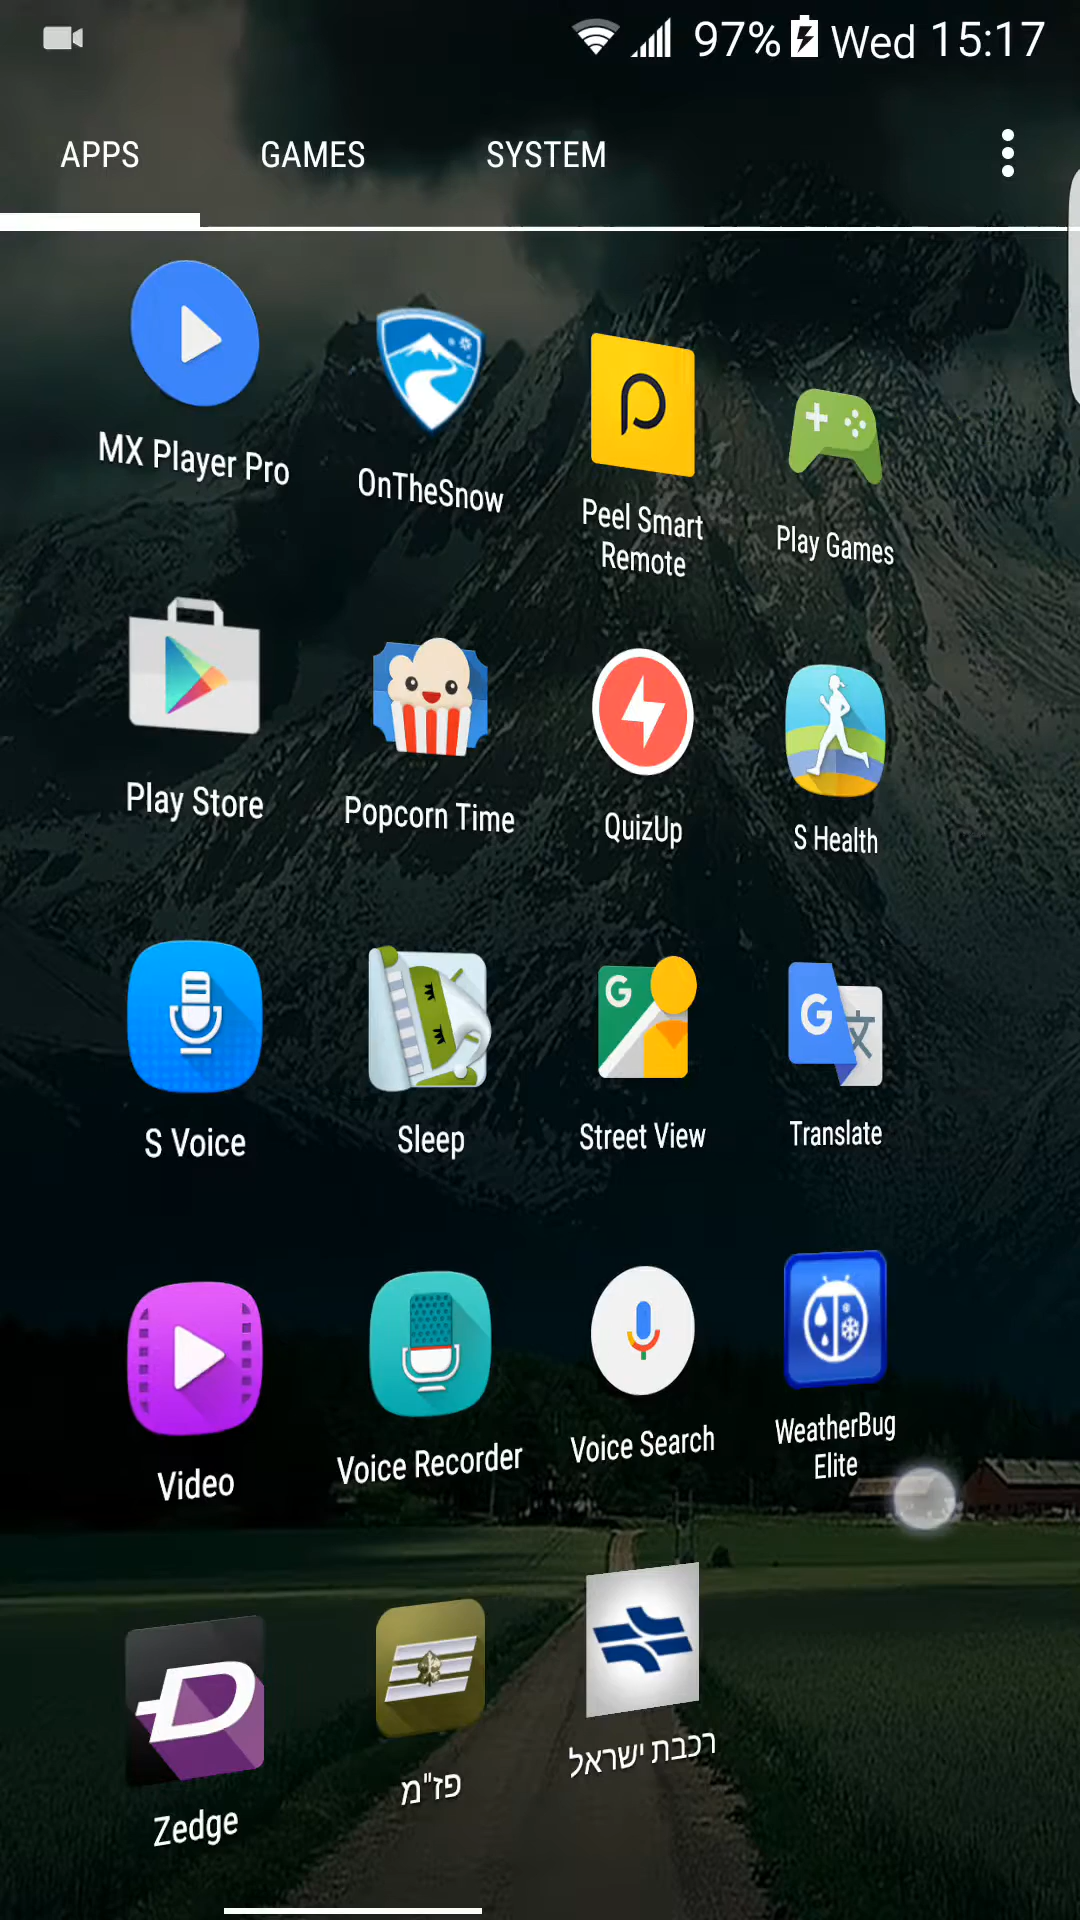 97% Wed 15:17
APPS GAMES SYSTEM
MX Player Pro
OnTheSnow
Peel Smart
Remote
Play Games
Play Store
Popcorn Time
QuizUp
S Health
S Voice
Sleep
Street View
Translate
Video
Voice Recorder
Voice Search
WeatherBug
Elite
Zedge
פז"מ
רכבת ישראל